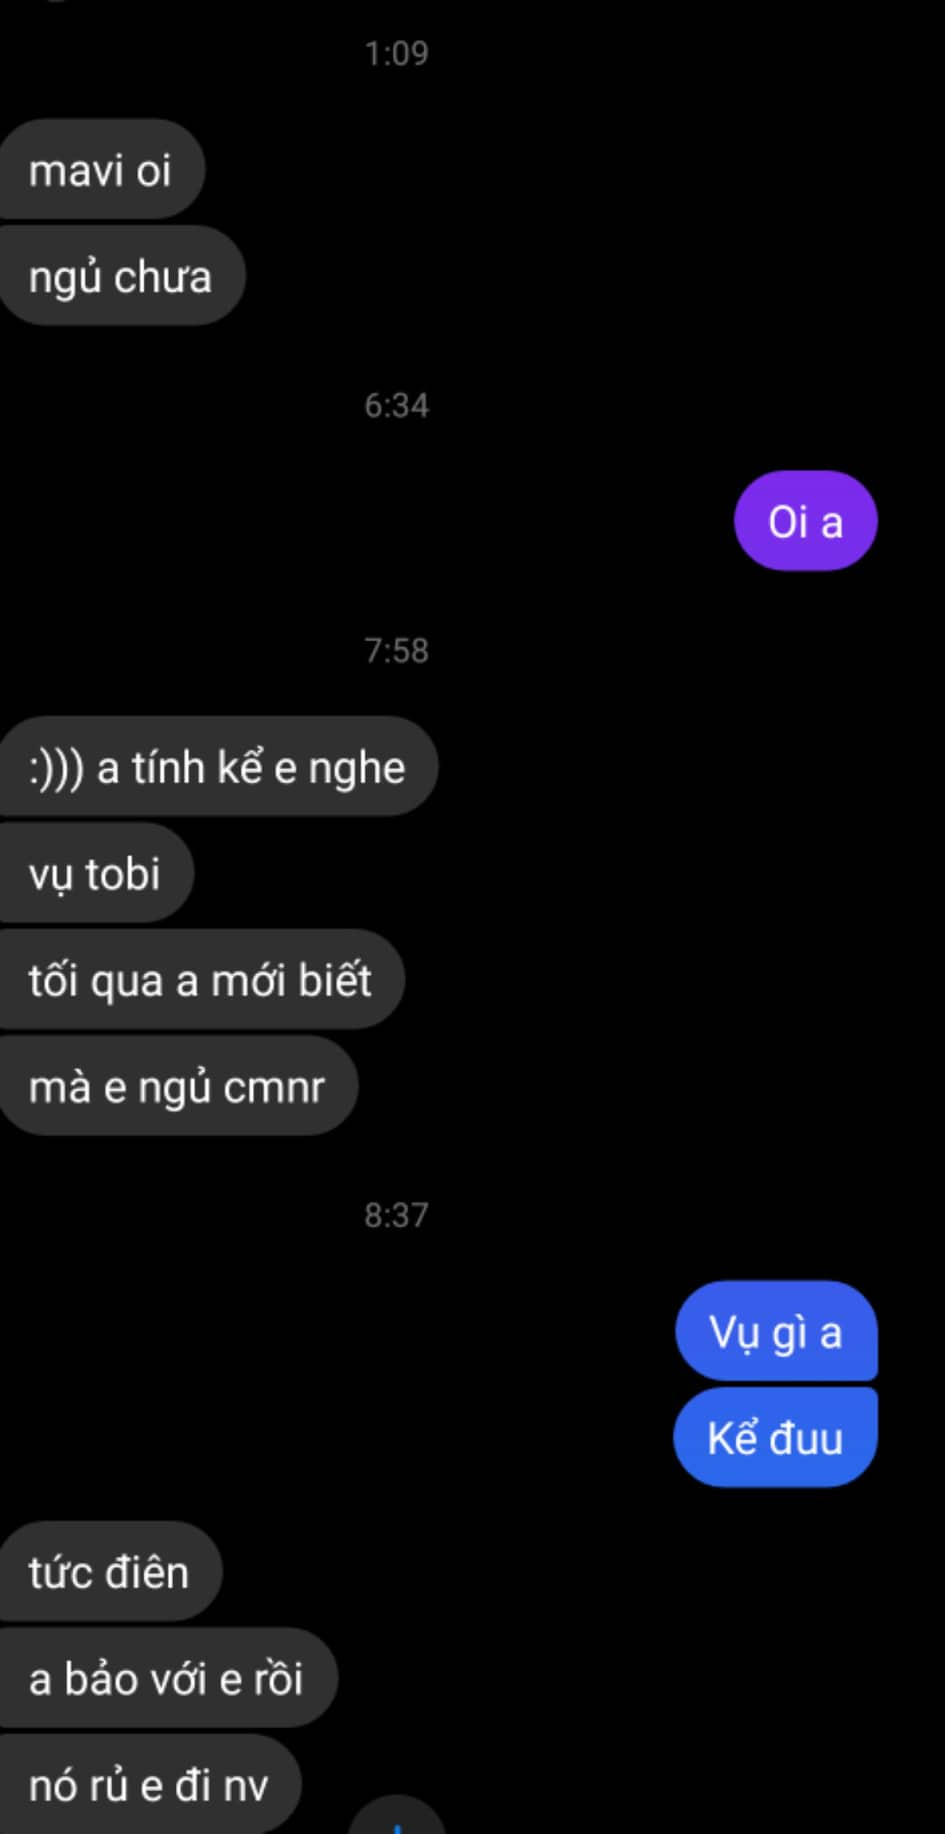 1:09
mavi oi
ngủ chưa
6:34
Oi a
7:58
:))) a tính kể e nghe
vụ tobi
tối qua a mới biết
mà e ngủ cmnr
8:37
Vụ gì a
Kể đuu
tức điên
a bảo với e rồi
nó rủ e đi nv